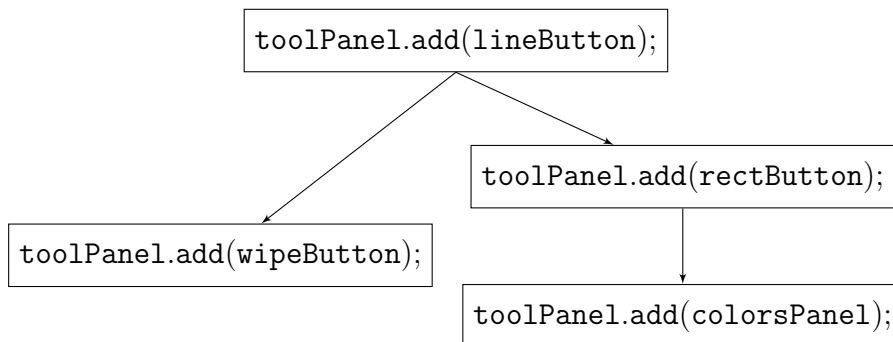 toolPanel.add(lineButton);
toolPanel.add(rectButton);
toolPanel.add(wipeButton);
toolPanel.add(colorsPanel);